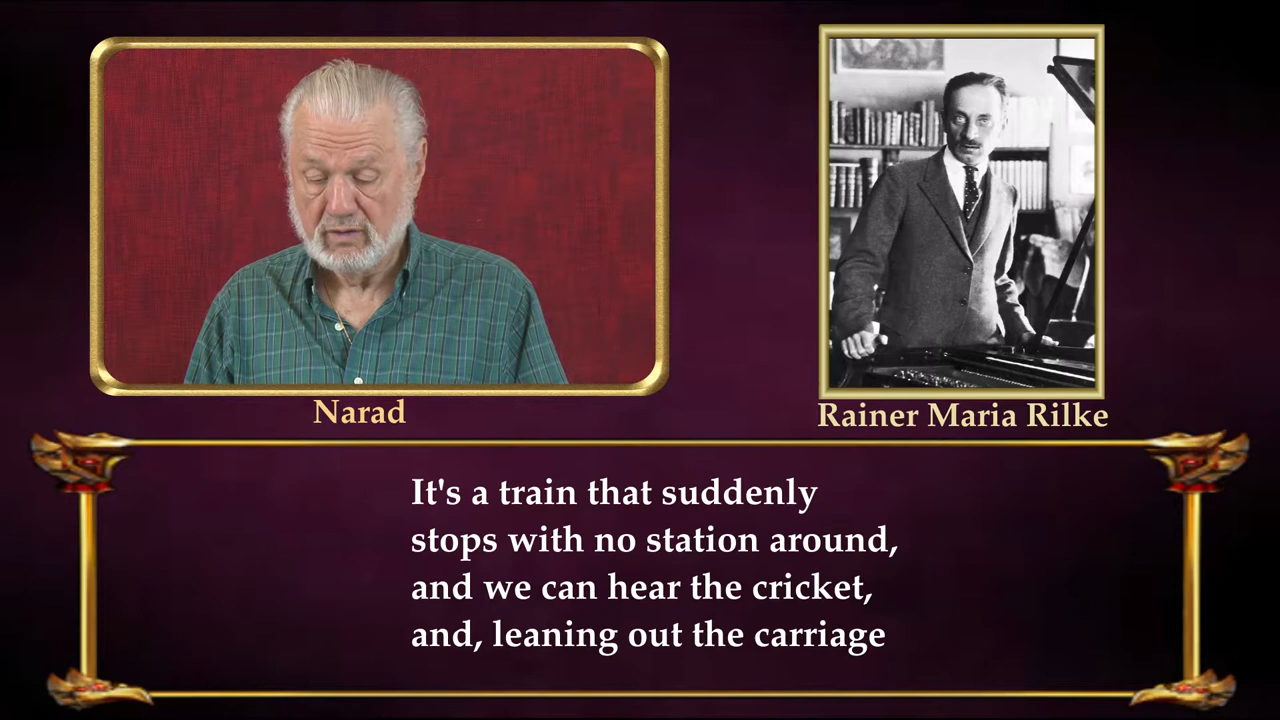 Narad
Rainer Maria Rilke
It's a train that suddenly
stops with no station around,
and we can hear the cricket,
and, leaning out the carriage